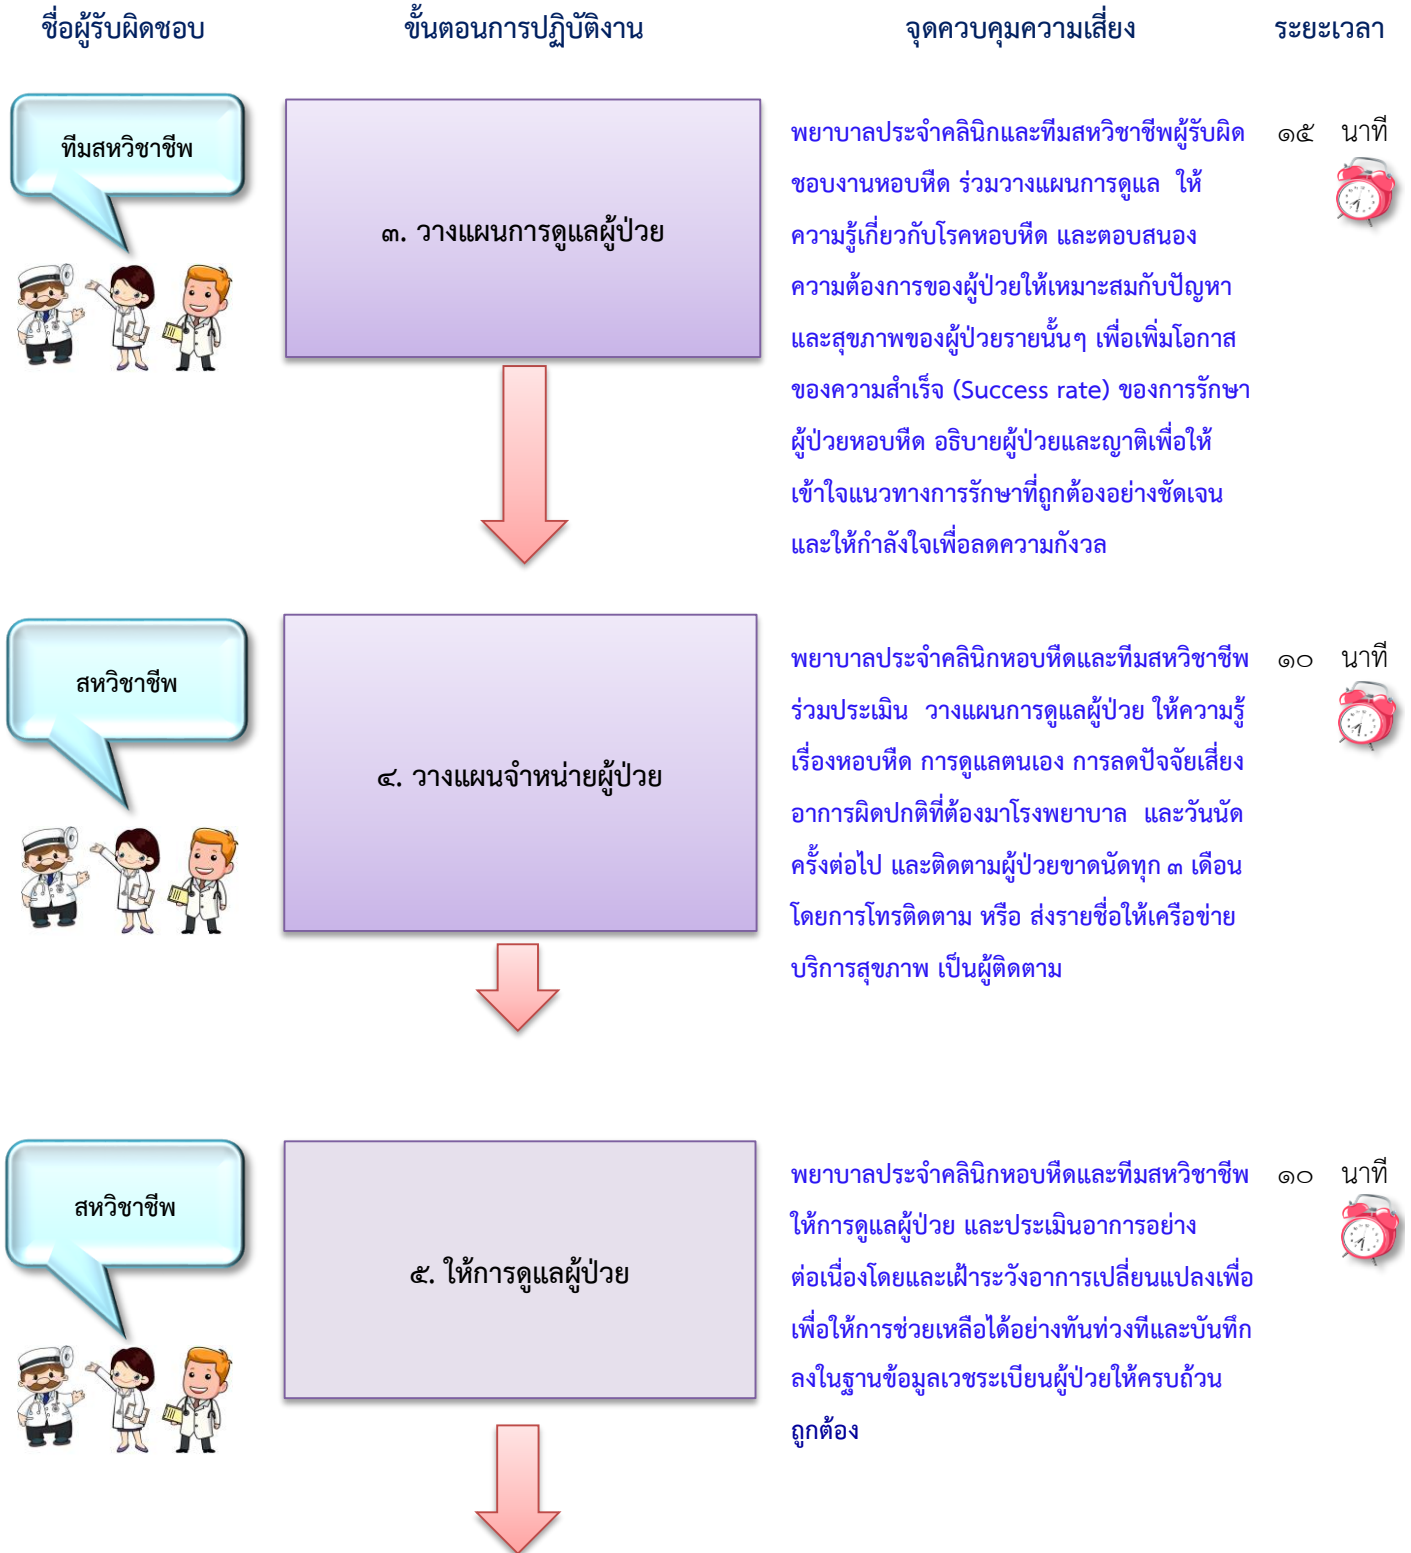 ชื่อผู้รับผิดชอบ ขั้นตอนการปฏิบัติงาน จุดควบคุมความเสี่ยง ระยะเวลา
ทีมสหวิชาชีพ
๓. วางแผนการดูแลผู้ป่วย
พยาบาลประจำคลินิกและทีมสหวิชาชีพผู้รับผิด
ชอบงานหอบหืด ร่วมวางแผนการดูแล ให้
ความรู้เกี่ยวกับโรคหอบหืด และตอบสนอง
ความต้องการของผู้ป่วยให้เหมาะสมกับปัญหา
และสุขภาพของผู้ป่วยรายนั้นๆ เพื่อเพิ่มโอกาส
ของความสำเร็จ (Success rate) ของการรักษา
ผู้ป่วยหอบหืด อธิบายผู้ป่วยและญาติเพื่อให้
เข้าใจแนวทางการรักษาที่ถูกต้องอย่างชัดเจน
และให้กำลังใจเพื่อลดความกังวล
๑๕ นาที
สหวิชาชีพ
๔. วางแผนจำหน่ายผู้ป่วย
พยาบาลประจำคลินิกหอบหืดและทีมสหวิชาชีพ
ร่วมประเมิน วางแผนการดูแลผู้ป่วย ให้ความรู้
เรื่องหอบหืด การดูแลตนเอง การลดปัจจัยเสี่ยง
อาการผิดปกติที่ต้องมาโรงพยาบาล และวันนัด
ครั้งต่อไป และติดตามผู้ป่วยขาดนัดทุก ๓ เดือน
โดยการโทรติดตาม หรือ ส่งรายชื่อให้เครือข่าย
บริการสุขภาพ เป็นผู้ติดตาม
๑๐ นาที
สหวิชาชีพ
๕. ให้การดูแลผู้ป่วย
พยาบาลประจำคลินิกหอบหืดและทีมสหวิชาชีพ
ให้การดูแลผู้ป่วย และประเมินอาการอย่าง
ต่อเนื่องโดยและเฝ้าระวังอาการเปลี่ยนแปลงเพื่อ
เพื่อให้การช่วยเหลือได้อย่างทันท่วงทีและบันทึก
ลงในฐานข้อมูลเวชระเบียนผู้ป่วยให้ครบถ้วน
ถูกต้อง
๑๐ นาที